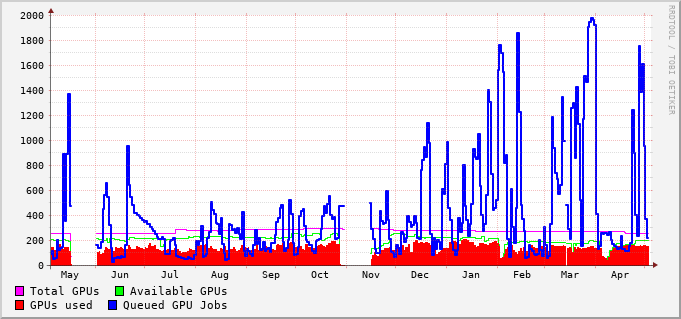 2000
1800
1600
1400
1200
1000
800
600
400
200
0
May Jun Jul Aug Sep Oct Nov Dec Jan Feb Mar Apr
Total GPUs Available GPUs
GPUs used Queued GPU Jobs
RRDTOOL / TOBI OETIKER